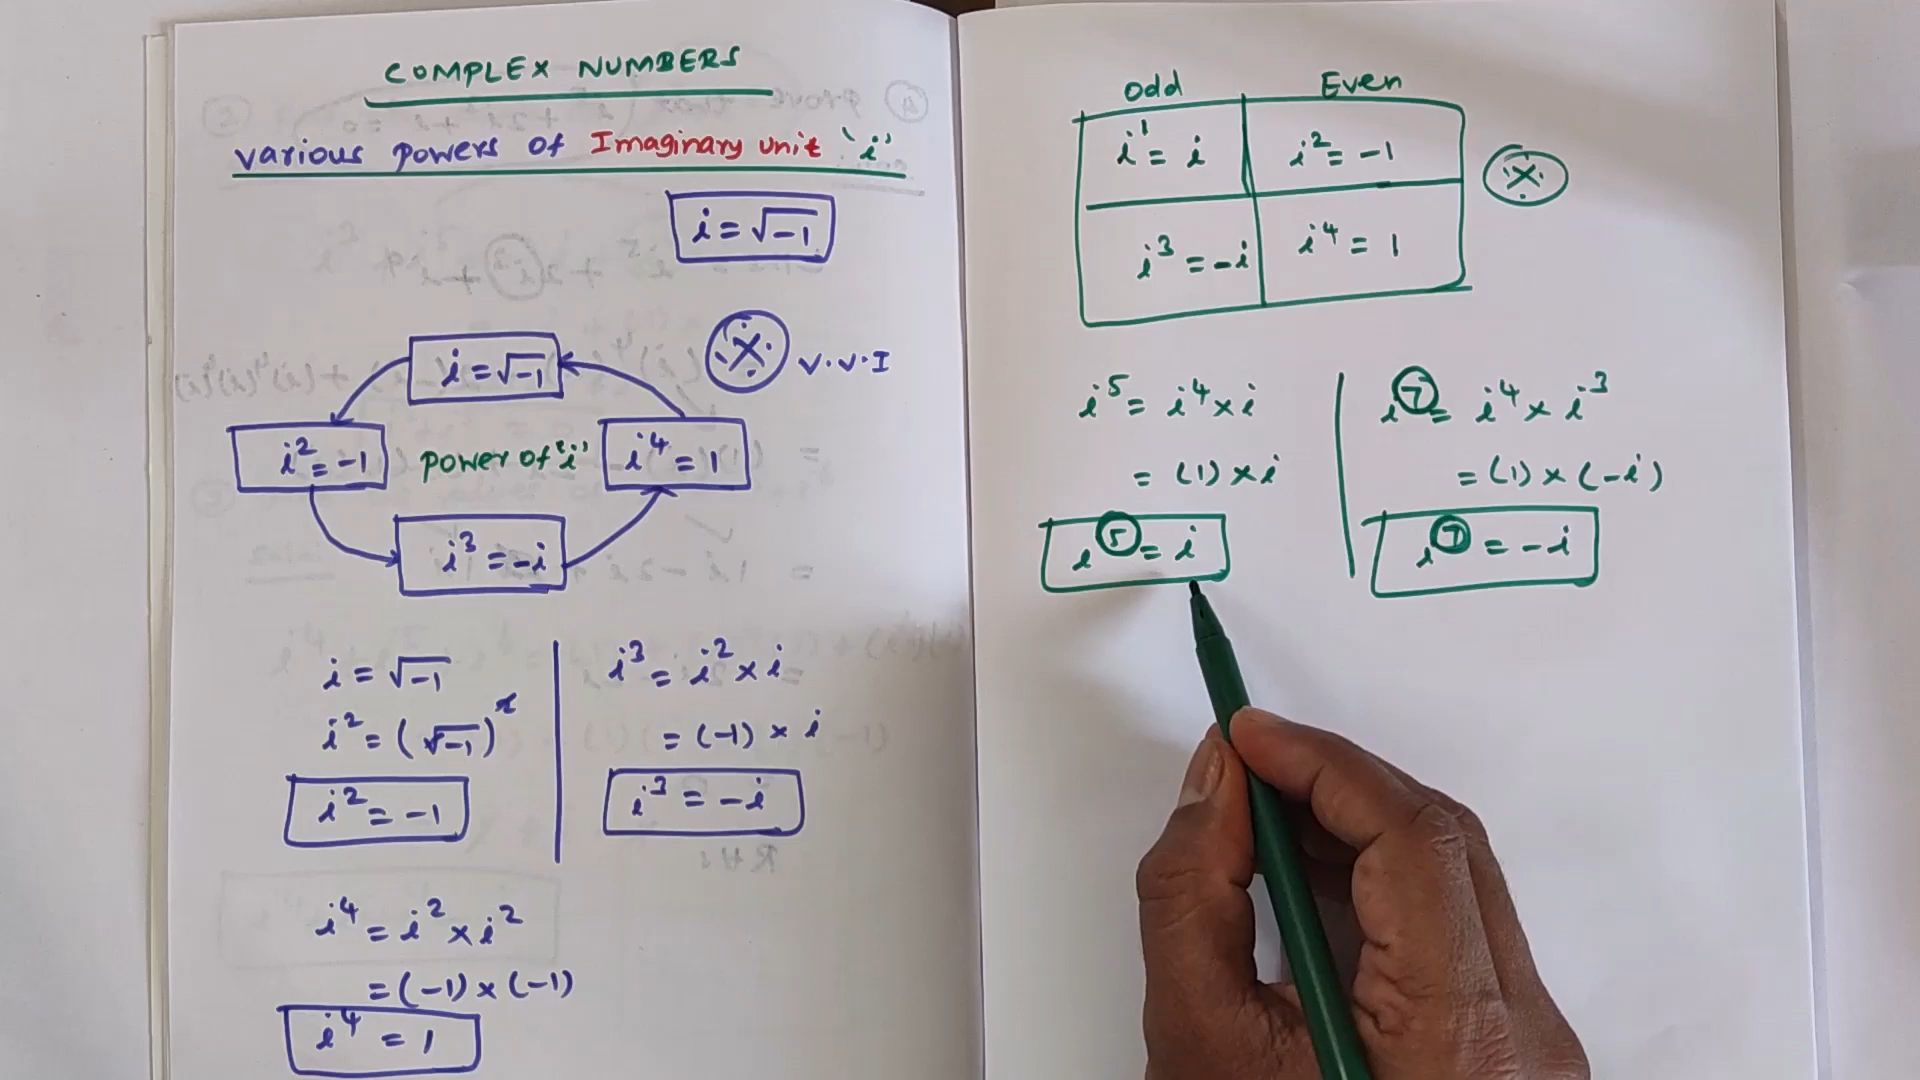 COMPLEX NUMBERS
various powers of Imaginary unit 'i'
i = √-1
i = √-1
V.V.I
i² = -1
power of 'i'
i⁴ = 1
i³ = -i
i = √-1
i² = (√-1)²
i² = -1
i³ = i² × i
= (-1) × i
i³ = -i
i⁴ = i² × i²
= (-1) × (-1)
i⁴ = 1
Odd Even
i¹ = i i² = -1
i³ = -i i⁴ = 1
i⁵ = i⁴ × i
= (1) × i
i⁵ = i
i⁷ = i⁴ × i³
= (1) × (-i)
i⁷ = -i